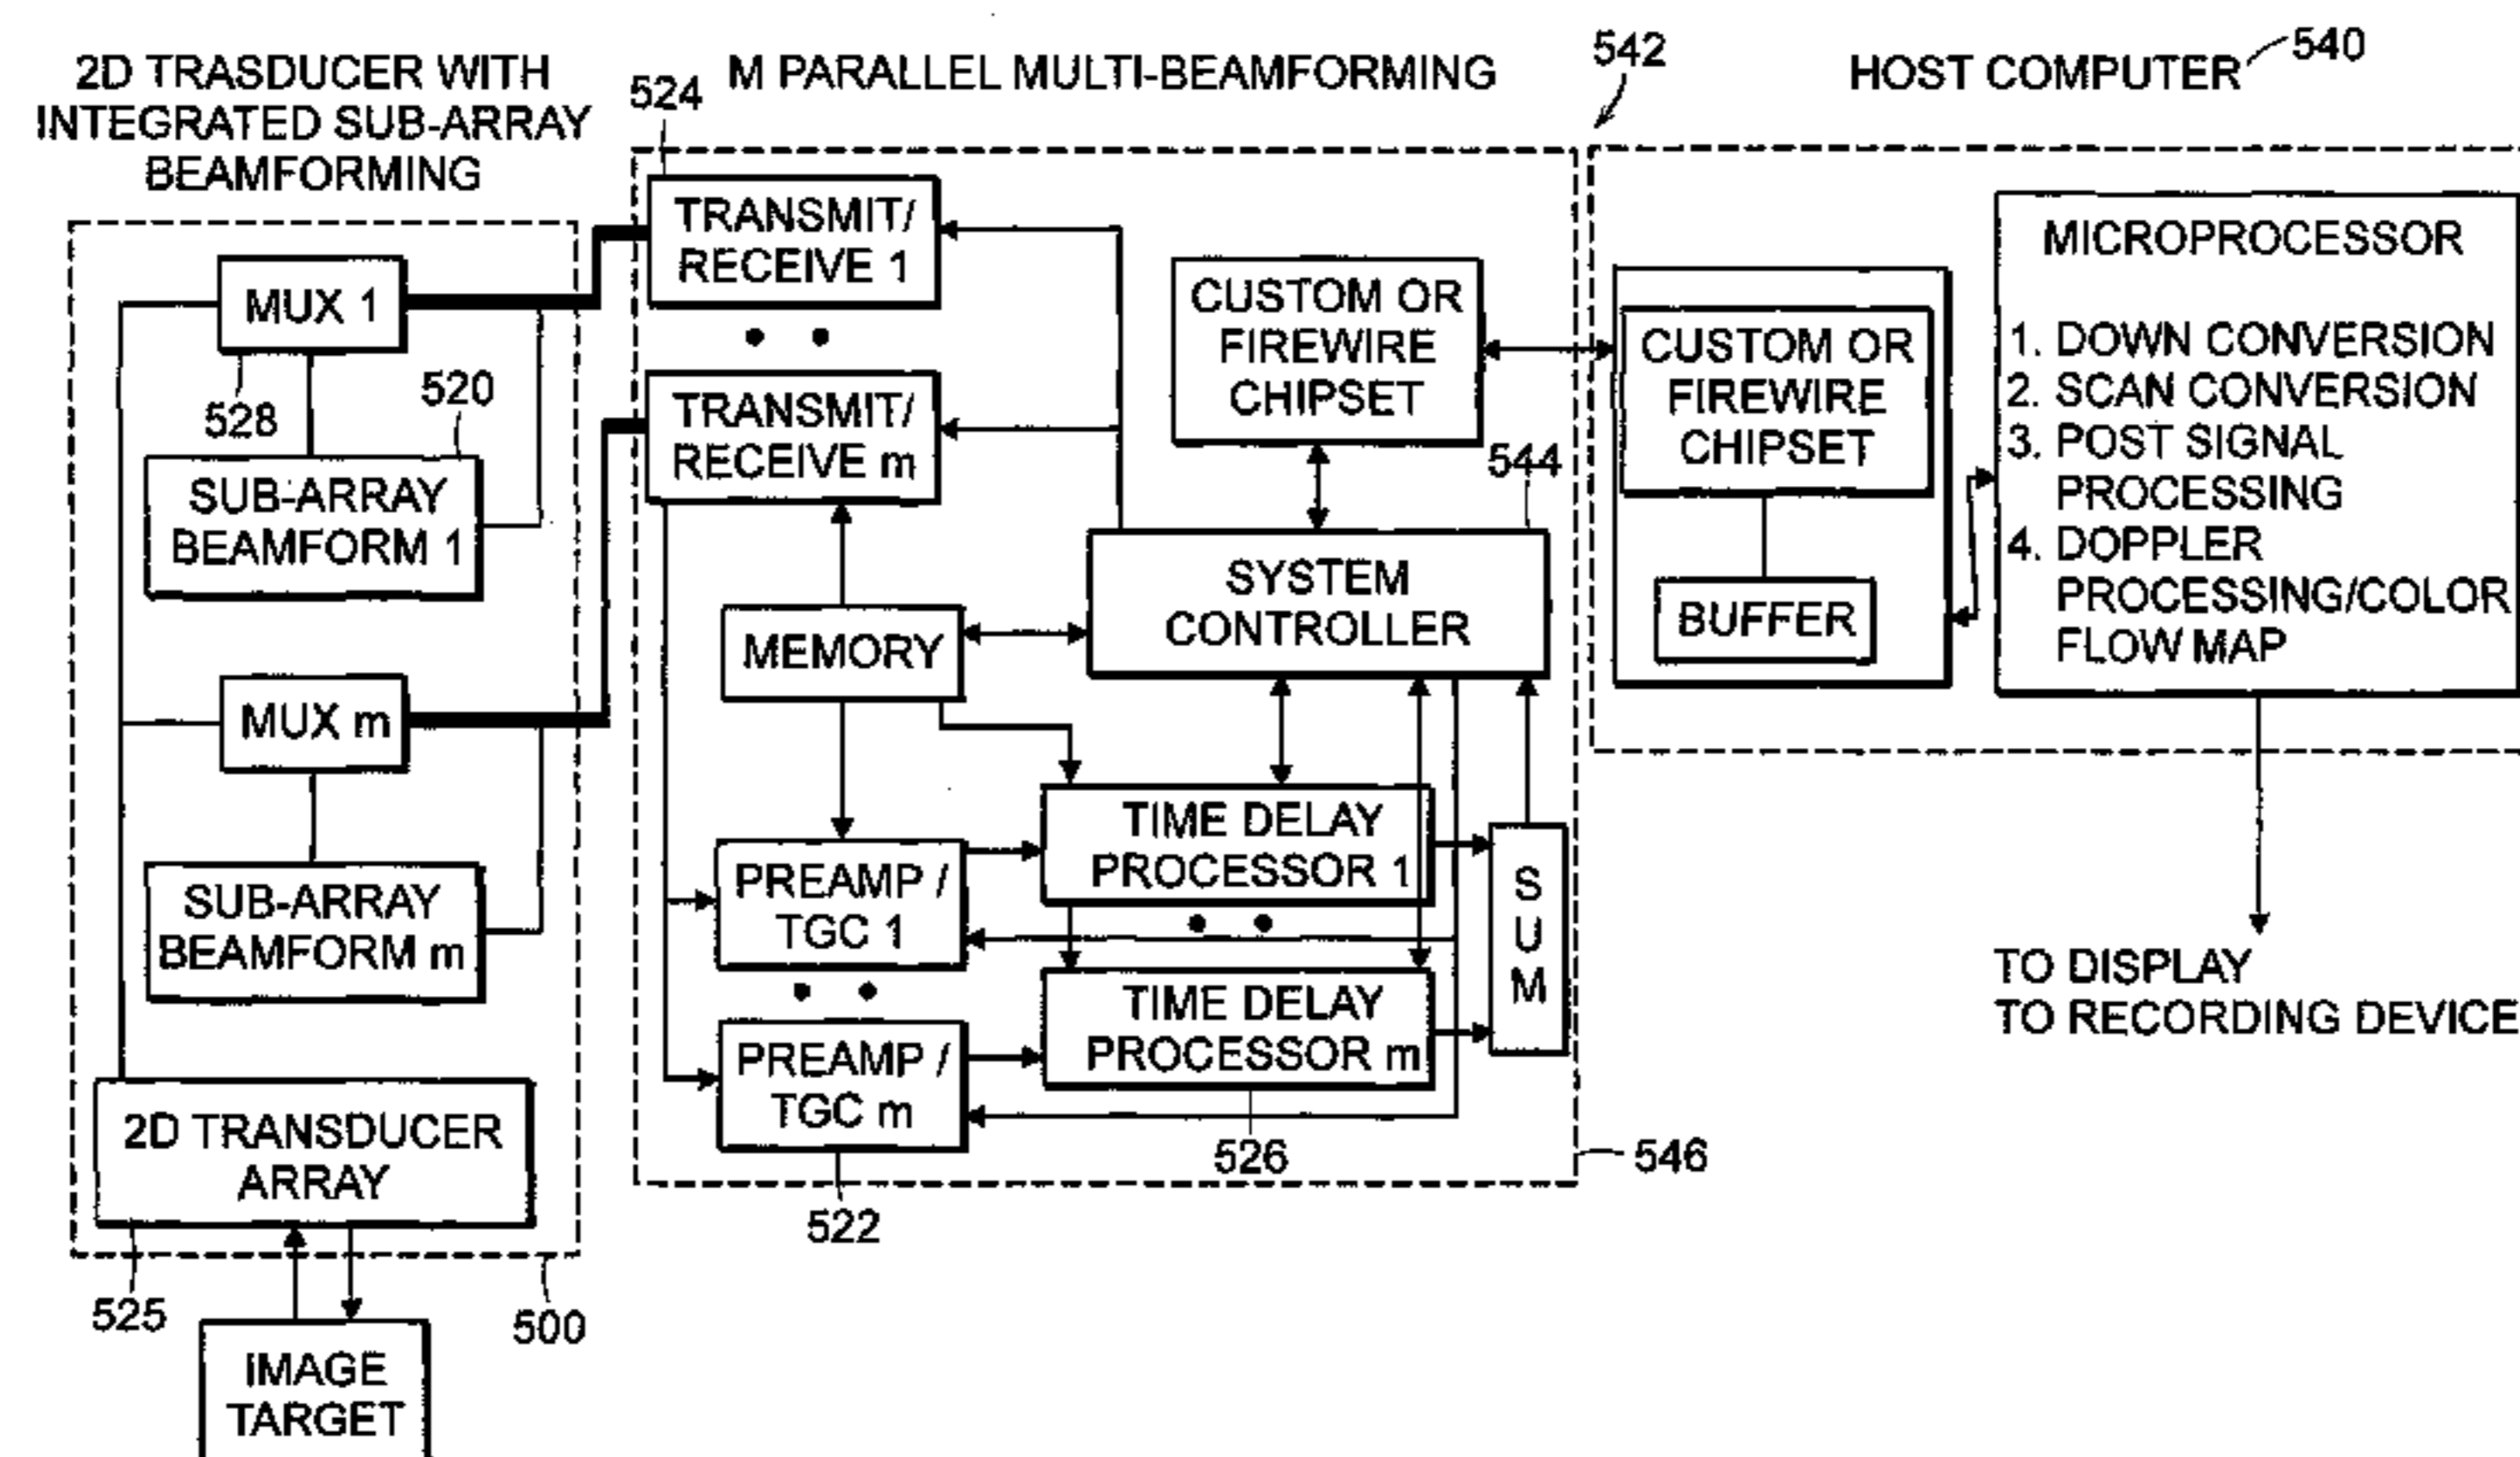 2D TRASDUCER WITH
INTEGRATED SUB-ARRAY
BEAMFORMING
MUX 1
528
520
SUB-ARRAY
BEAMFORM 1
MUX m
SUB-ARRAY
BEAMFORM m
2D TRANSDUCER
ARRAY
525
500
IMAGE
TARGET
M PARALLEL MULTI-BEAMFORMING
542
524
TRANSMIT/
RECEIVE 1
TRANSMIT/
RECEIVE m
CUSTOM OR
FIREWIRE
CHIPSET
544
SYSTEM
CONTROLLER
MEMORY
TIME DELAY
PROCESSOR 1
PREAMP /
TGC 1
TIME DELAY
PROCESSOR m
PREAMP /
TGC m
SUM
526
522
546
HOST COMPUTER 540
CUSTOM OR
FIREWIRE
CHIPSET
BUFFER
MICROPROCESSOR
1. DOWN CONVERSION
2. SCAN CONVERSION
3. POST SIGNAL
PROCESSING
4. DOPPLER
PROCESSING/COLOR
FLOW MAP
TO DISPLAY
TO RECORDING DEVICE